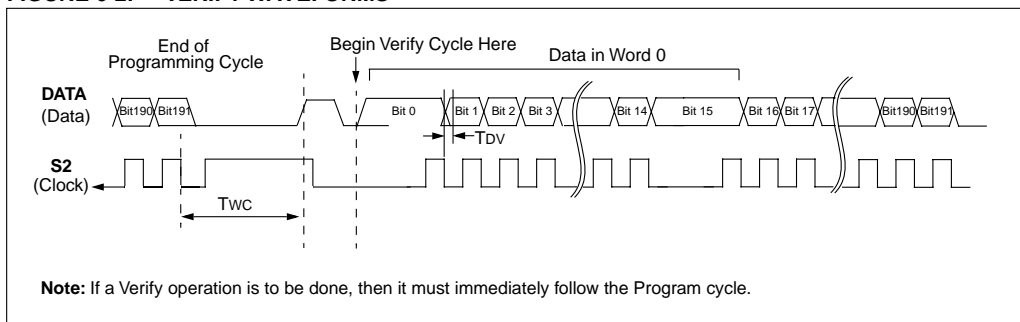 End of
Programming Cycle
Begin Verify Cycle Here
Data in Word 0
DATA
(Data)
Bit190 Bit191 Bit 0 Bit 1 Bit 2 Bit 3 Bit 14 Bit 15 Bit 16 Bit 17 Bit190 Bit191
TDV
S2
(Clock)
TWC
Note: If a Verify operation is to be done, then it must immediately follow the Program cycle.